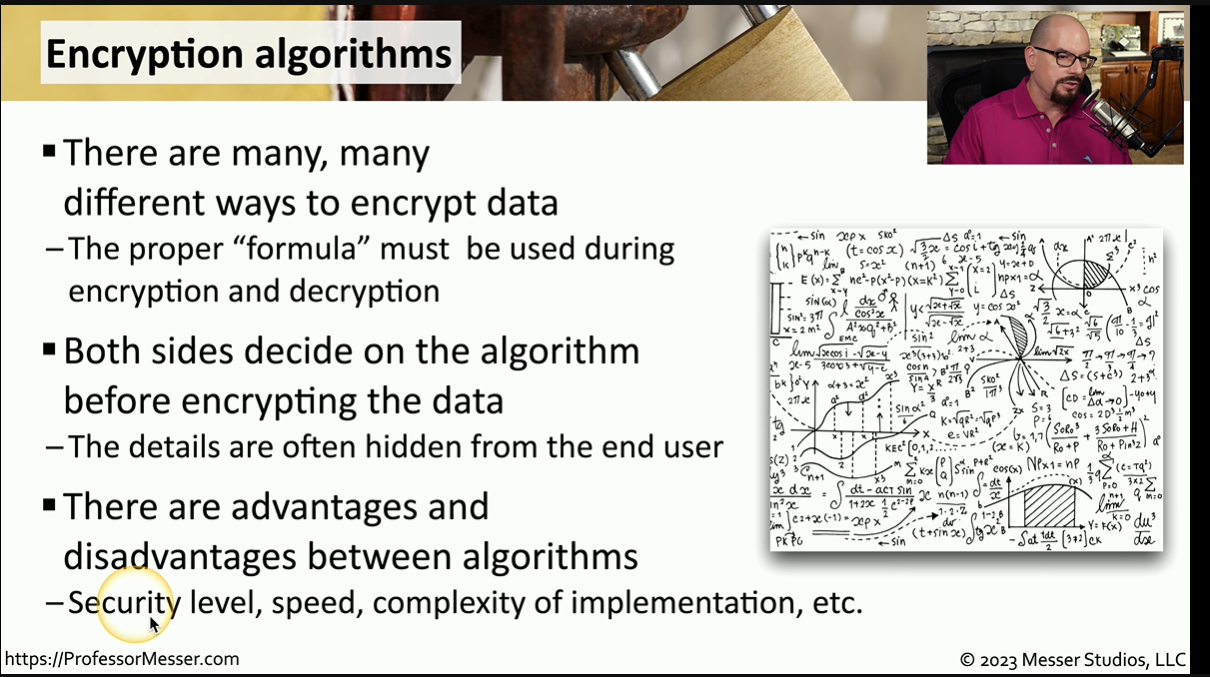 Encryption algorithms
▪ There are many, many
different ways to encrypt data
– The proper “formula” must be used during
encryption and decryption
▪ Both sides decide on the algorithm
before encrypting the data
– The details are often hidden from the end user
▪ There are advantages and
disadvantages between algorithms
– Security level, speed, complexity of implementation, etc.
https://ProfessorMesser.com
© 2023 Messer Studios, LLC